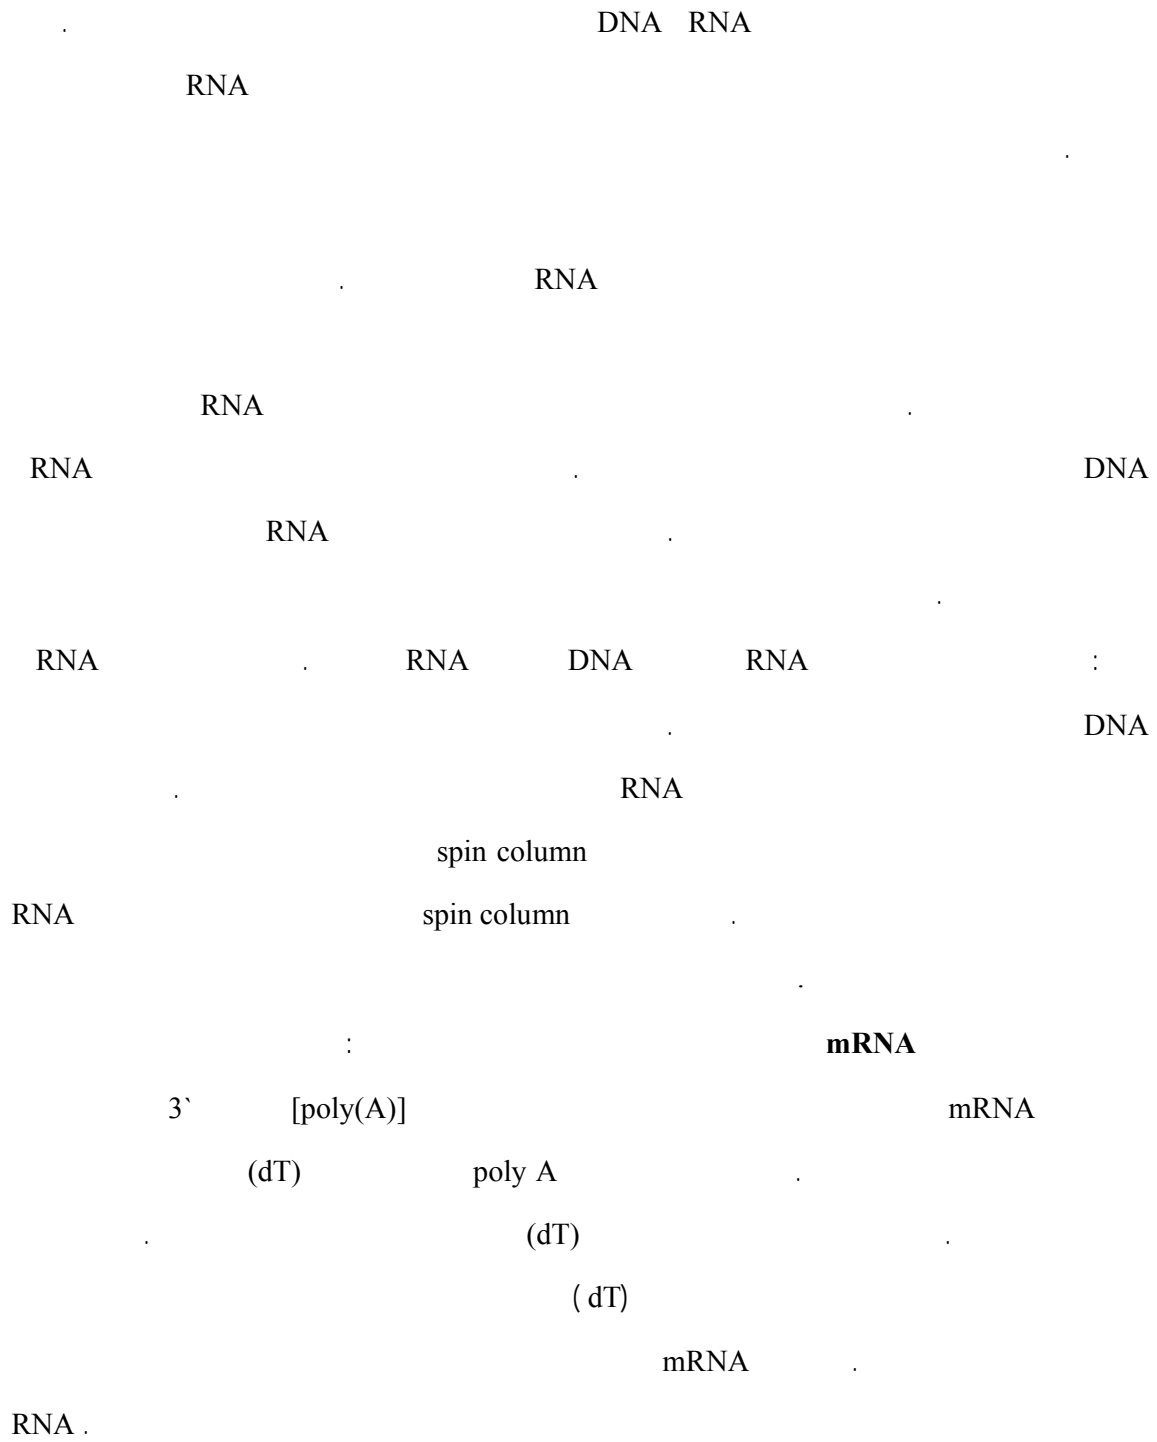 . DNA RNA
RNA
.
. RNA
RNA .
RNA . DNA
RNA .
.
RNA . RNA DNA RNA :
. DNA
. RNA
spin column
RNA spin column .
.
: mRNA
3` [poly(A)] mRNA
(dT) poly A .
. (dT) .
( dT)
mRNA .
RNA .